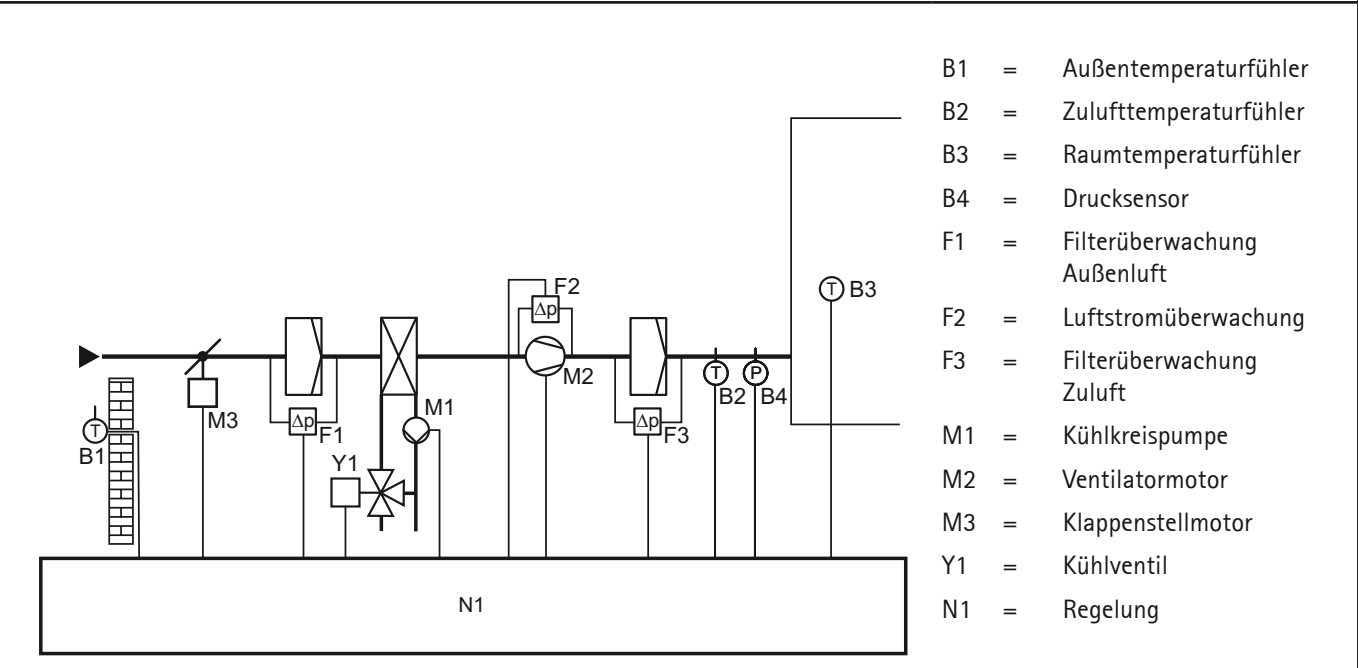 B1 = Außentemperaturfühler
B2 = Zulufttemperaturfühler
B3 = Raumtemperaturfühler
B4 = Drucksensor
F1 = Filterüberwachung
Außenluft
F2 = Luftstromüberwachung
F3 = Filterüberwachung
Zuluft
M1 = Kühlkreispumpe
M2 = Ventilatormotor
M3 = Klappenstellmotor
Y1 = Kühlventil
N1 = Regelung
F2
Δp
T B3
M2
T B2
P B4
M3
Δp F1
M1
Δp F3
T
B1
Y1
N1